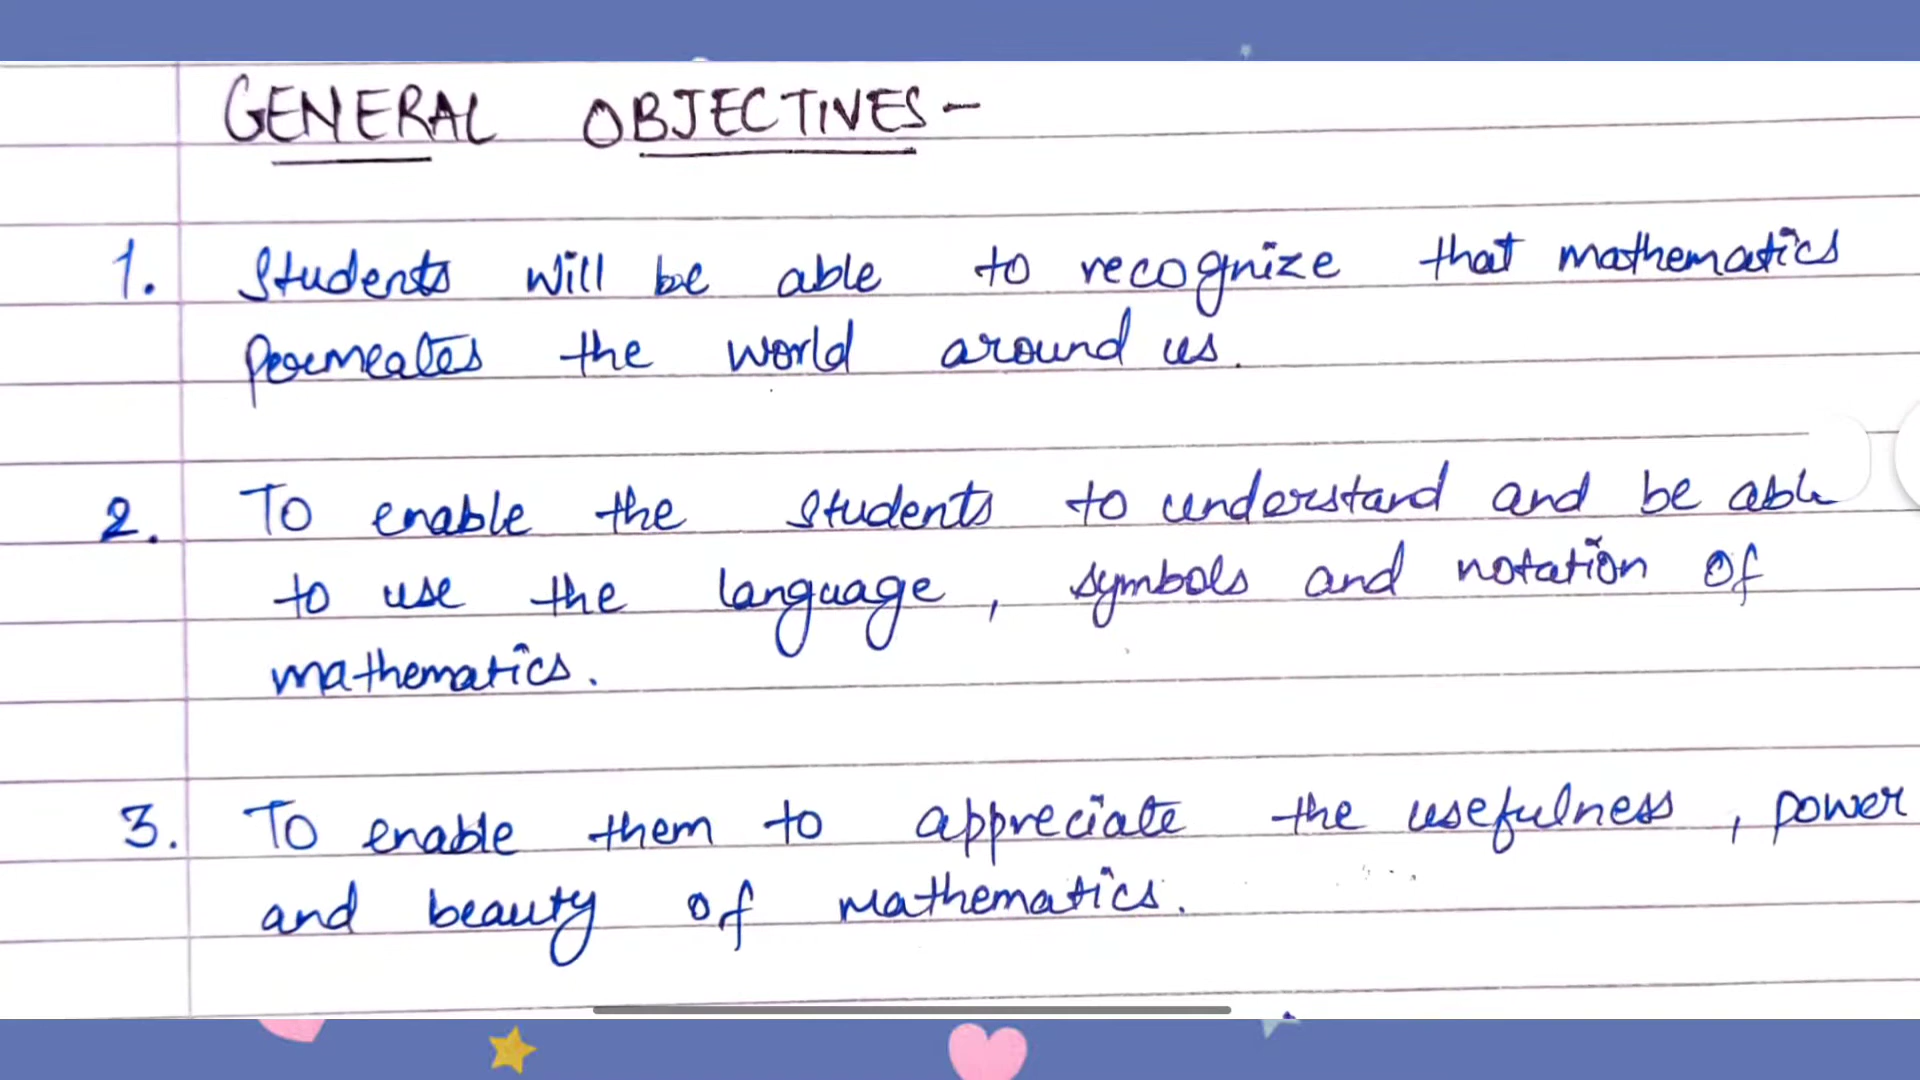 GENERAL OBJECTIVES-
1. Students will be able to recognize that mathematics
permeates the world around us.
2. To enable the students to understand and be able
to use the language, symbols and notation of
mathematics.
3. To enable them to appreciate the usefulness, power
and beauty of mathematics.